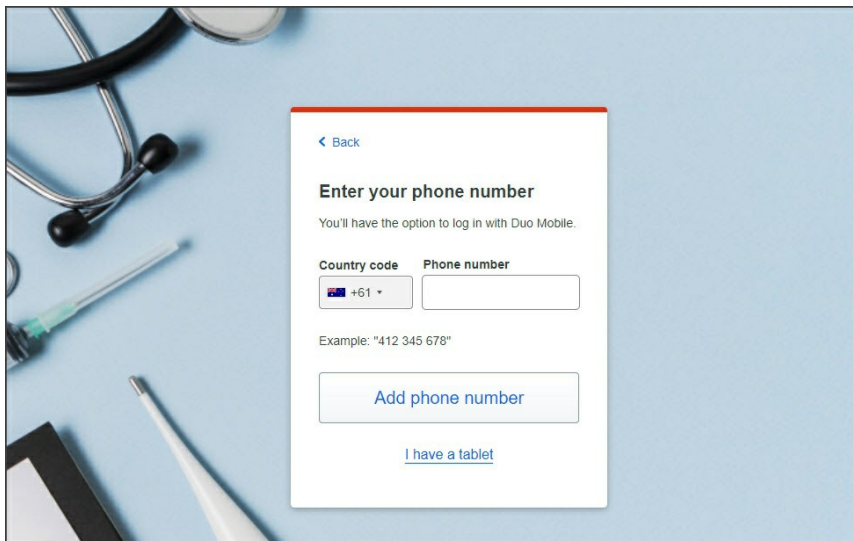 Back
Enter your phone number
You'll have the option to log in with Duo Mobile.
Country code Phone number
+61
Example: "412 345 678"
Add phone number
I have a tablet